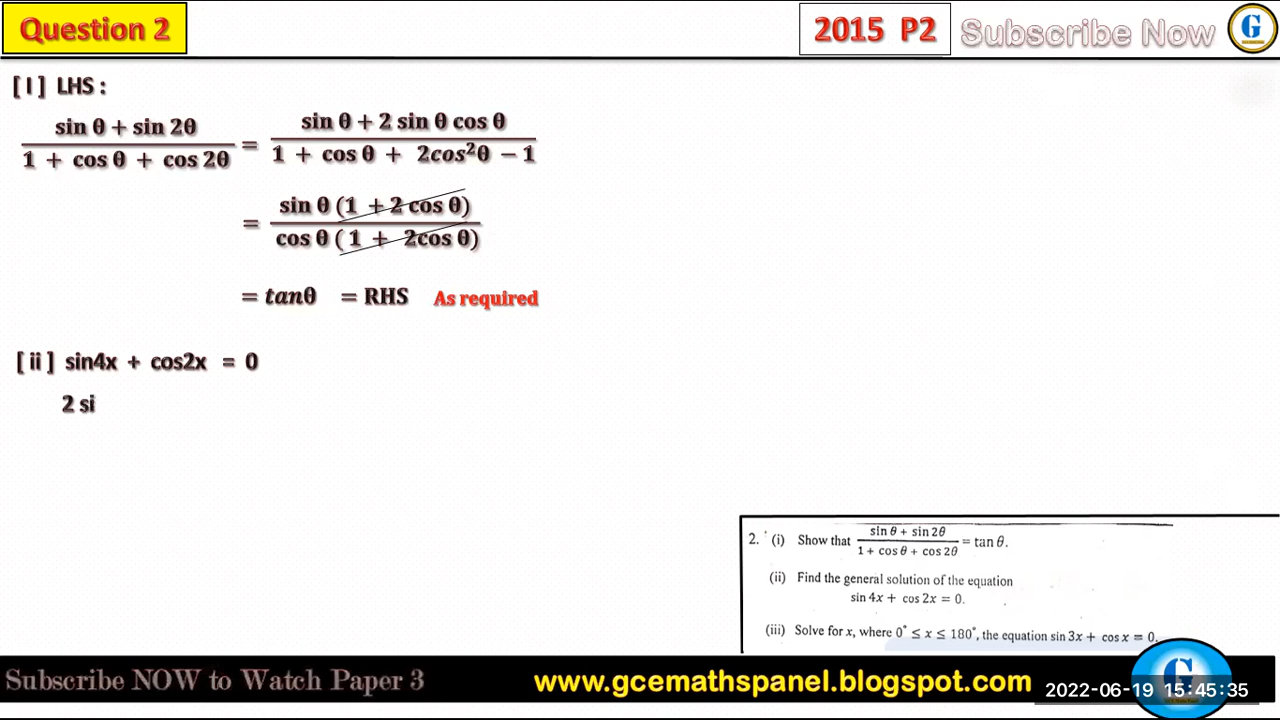 Question 2
2015 P2 Subscribe Now
G
[ I ] LHS :
sin θ + sin 2θ / 1 + cos θ + cos 2θ = sin θ + 2 sin θ cos θ / 1 + cos θ + 2cos²θ − 1
= sin θ (1 + 2 cos θ) / cos θ ( 1 + 2cos θ)
= tanθ = RHS As required
[ ii ] sin4x + cos2x = 0
2 si
2. (i) Show that sin θ + sin 2θ / 1 + cos θ + cos 2θ = tan θ.
(ii) Find the general solution of the equation
sin 4x + cos 2x = 0.
(iii) Solve for x, where 0° ≤ x ≤ 180°, the equation sin 3x + cos x = 0.
Subscribe NOW to Watch Paper 3
www.gcemathspanel.blogspot.com
G
2022-06-19 15:45:35